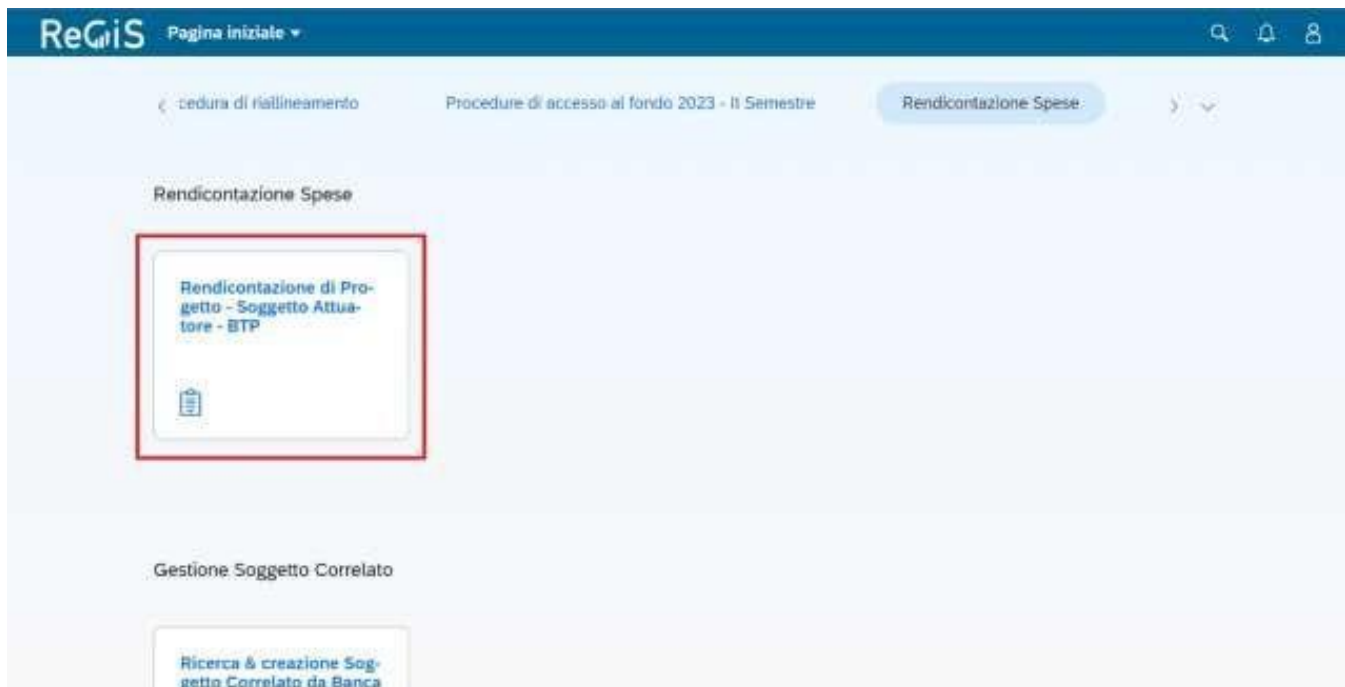 ReGiS Pagina iniziale
cedura di riallineamento Procedure di accesso al fondo 2023 - II Semestre Rendicontazione Spese
Rendicontazione Spese
Rendicontazione di Pro-
getto - Soggetto Attua-
tore - BTP
Gestione Soggetto Correlato
Ricerca & creazione Sog-
getto Correlato da Banca